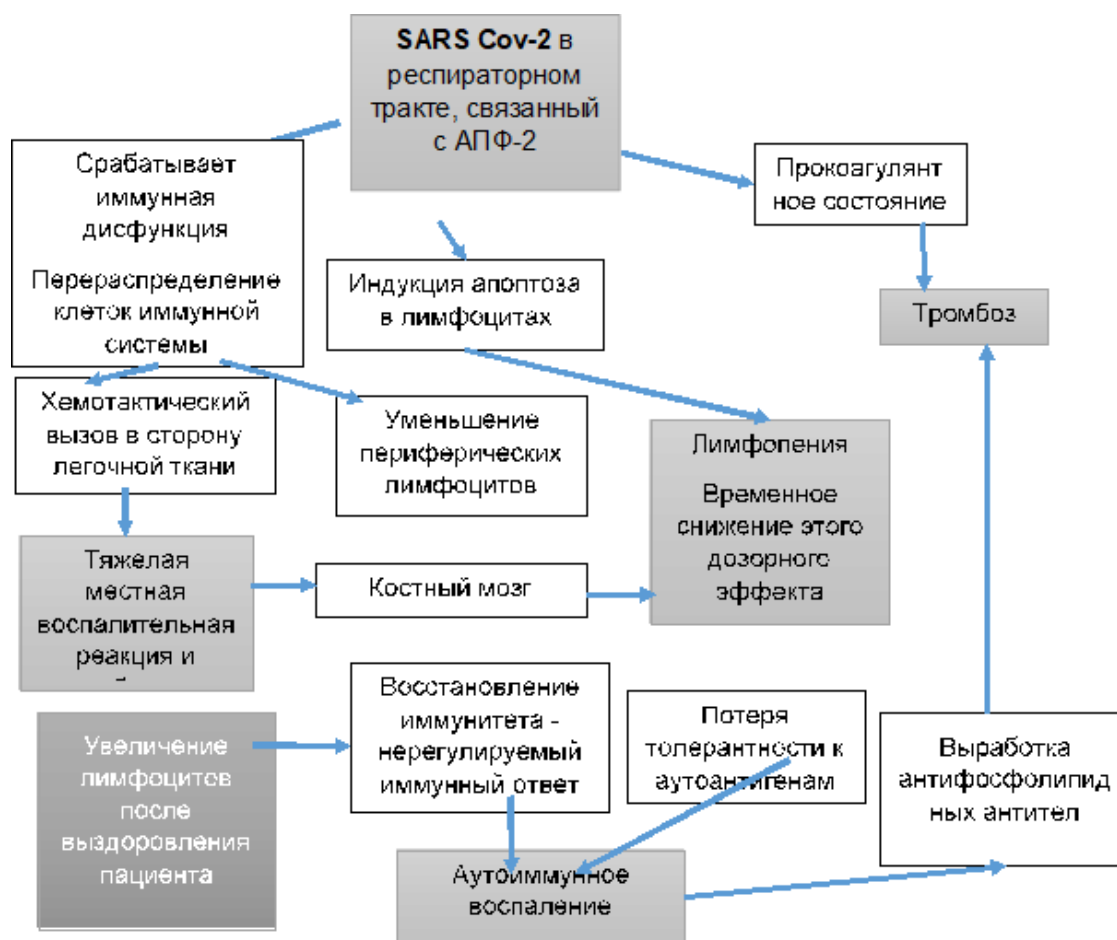 SARS Cov-2 в
респираторном
тракте, связанный
с АПФ-2
Срабатывает
иммунная
дисфункция
Перераспределение
клеток иммунной
системы
Прокоагулянт
ное состояние
Индукция апоптоза
в лимфоцитах
Тромбоз
Хемотактический
вызов в сторону
легочной ткани
Уменьшение
периферических
лимфоцитов
Лимфопения
Временное
снижение этого
дозорного
эффекта
Тяжелая
местная
воспалительная
реакция и
Костный мозг
Увеличение
лимфоцитов
после
выздоровления
пациента
Восстановление
иммунитета -
нерегулируемый
иммунный ответ
Потеря
толерантности к
аутоантигенам
Выработка
антифосфолипид
ных антител
Аутоиммунное
воспаление